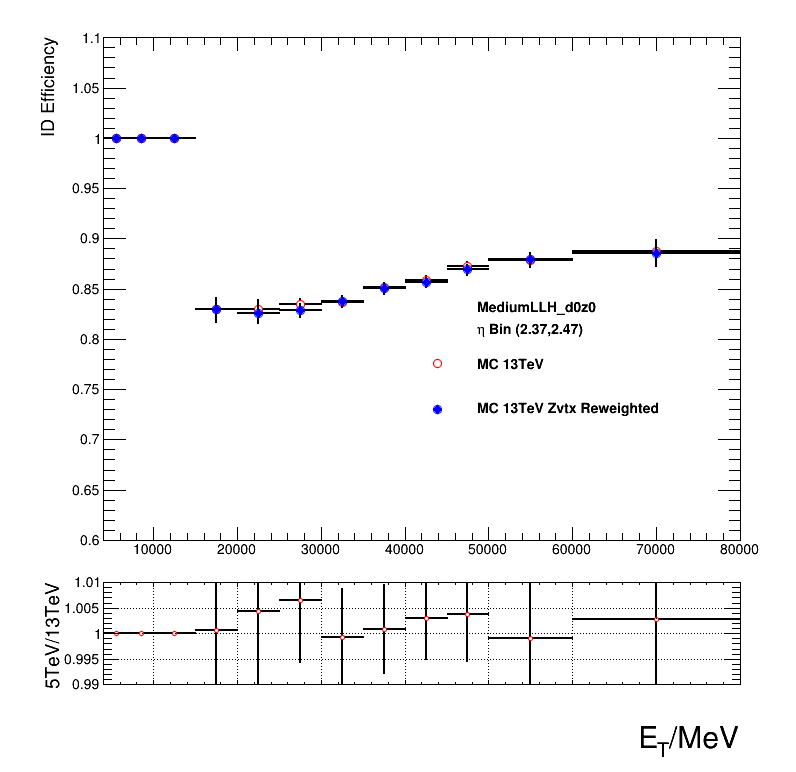 ID Efficiency
1.1
1.05
1
0.95
0.9
0.85
0.8
0.75
0.7
0.65
0.6
MediumLLH_d0z0
η Bin (2.37,2.47)
MC 13TeV
MC 13TeV Zvtx Reweighted
10000 20000 30000 40000 50000 60000 70000 80000
5TeV/13TeV
1.01
1.005
1
0.995
0.99
E_T/MeV